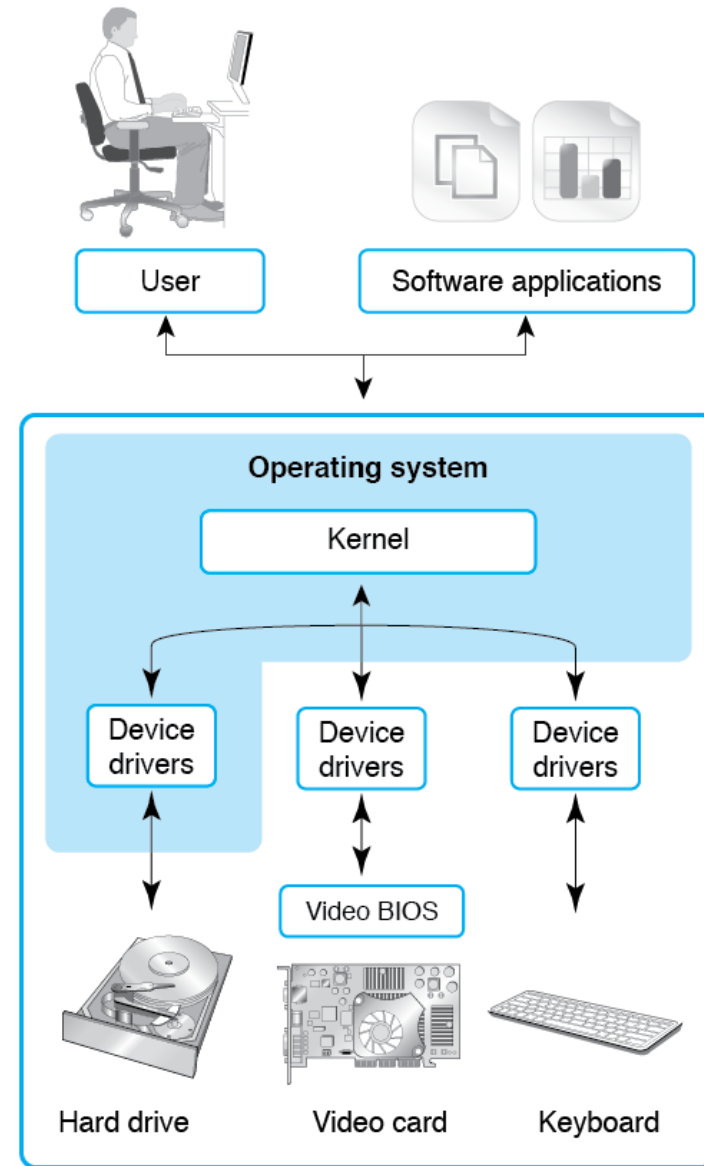 User
Software applications
Operating system
Kernel
Device
drivers
Device
drivers
Device
drivers
Video BIOS
Hard drive
Video card
Keyboard